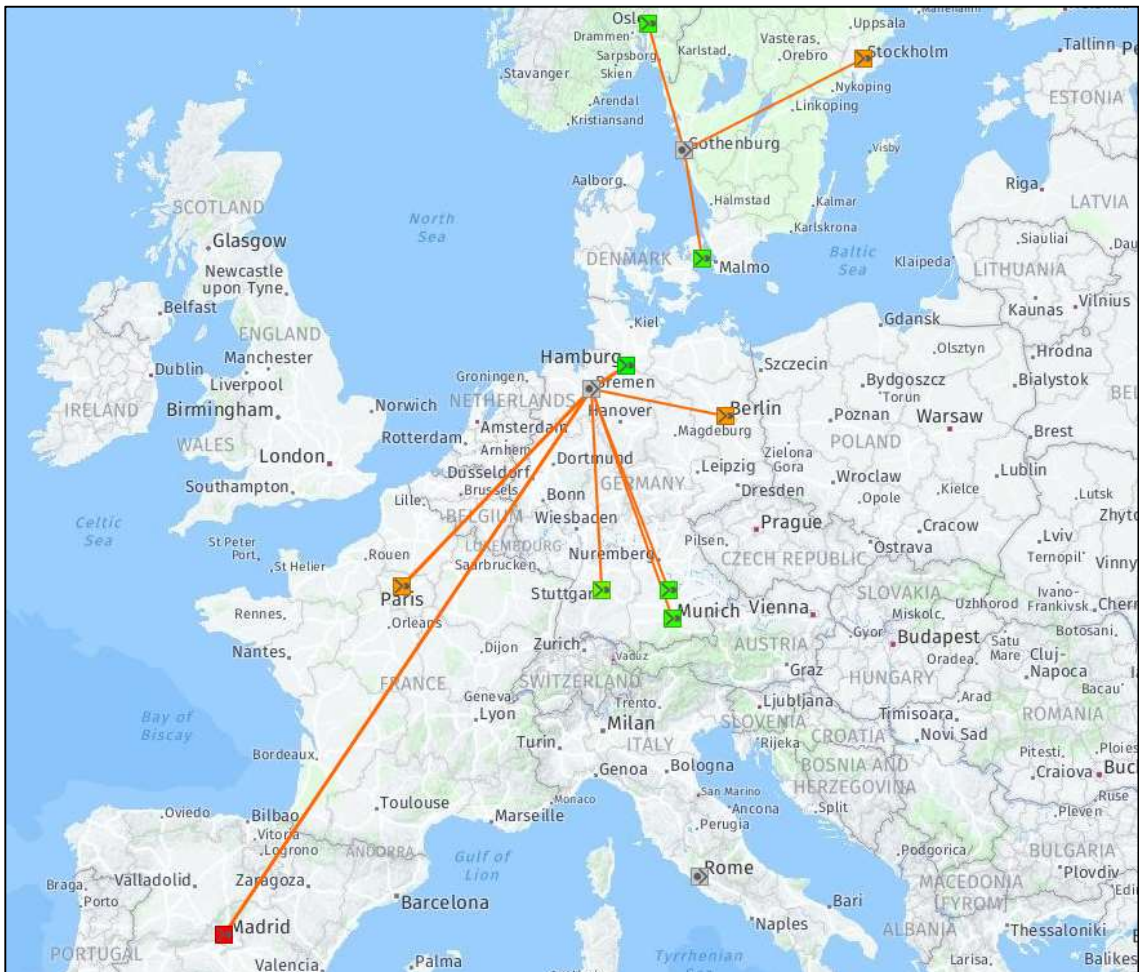 Oslo
Uppsala
Drammen
Vasteras
Stockholm
Tallinn
Sarpsborg
Karlstad
Orebro
Skien
Stavanger
Nykoping
ESTONIA
Arendal
Linkoping
Kristiansand
Gothenburg
Visby
Riga
Aalborg
SCOTLAND
Halmstad
Kalmar
LATVIA
North
Sea
Karlskrona
Glasgow
Siauliai
DENMARK
Baltic
Sea
Klaipeda
Malmo
LITHUANIA
Newcastle
upon Tyne
Belfast
Kaunas
Vilnius
ENGLAND
Kiel
Gdansk
Hamburg
Olsztyn
Hrodna
Manchester
Dublin
Szczecin
Groningen
Bremen
Bydgoszcz
Bialystok
Liverpool
Torun
NETHERLANDS
IRELAND
Birmingham
Norwich
Hanover
Berlin
Poznan
Warsaw
Amsterdam
Magdeburg
Brest
Rotterdam
WALES
Arnhem
POLAND
London
Dortmund
Zielona
Gora
Leipzig
Lublin
Dusseldorf
Wroclaw
Southampton
Brussels
GERMANY
Kielce
Lille
Bonn
Dresden
Opole
Lutsk
BELGIUM
Wiesbaden
Celtic
Sea
Prague
Cracow
Lviv
St Peter
Port
Pilsen
LUXEMBOURG
Rouen
Nuremberg
Ostrava
Ternopil
St Helier
Saarbrucken
CZECH REPUBLIC
Paris
Stuttgart
SLOVAKIA
Ivano-
Frankivsk
Uzhhorod
Rennes
Munich
Vienna
Miskolc
Orleans
Gyor
Budapest
Satu
Mare
Botosani
Nantes
Dijon
Zurich
Vaduz
AUSTRIA
Oradea
Cluj-
Napoca
Graz
FRANCE
SWITZERLAND
HUNGARY
Bacau
Geneva
Trento
Ljubljana
Arad
Bay of
Biscay
Lyon
Milan
SLOVENIA
Timisoara
ROMANIA
Turin
ITALY
Rijeka
CROATIA
Novi Sad
Pitesti
Bordeaux
BOSNIA AND
HERZEGOVINA
Genoa
Bologna
Craiova
San Marino
Ruse
Oviedo
Toulouse
Monaco
Ancona
Split
Pleven
Bilbao
Marseille
Perugia
Vitoria
Logrono
ANDORRA
Gulf of
Lion
Podgorica
BULGARIA
Rome
Braga
Valladolid
Zaragoza
Plovdiv
MACEDONIA
[FYROM]
Porto
Barcelona
Bari
Madrid
Naples
ALBANIA
Thessaloniki
PORTUGAL
Tyrrhenian
Valencia
Palma
Larisa